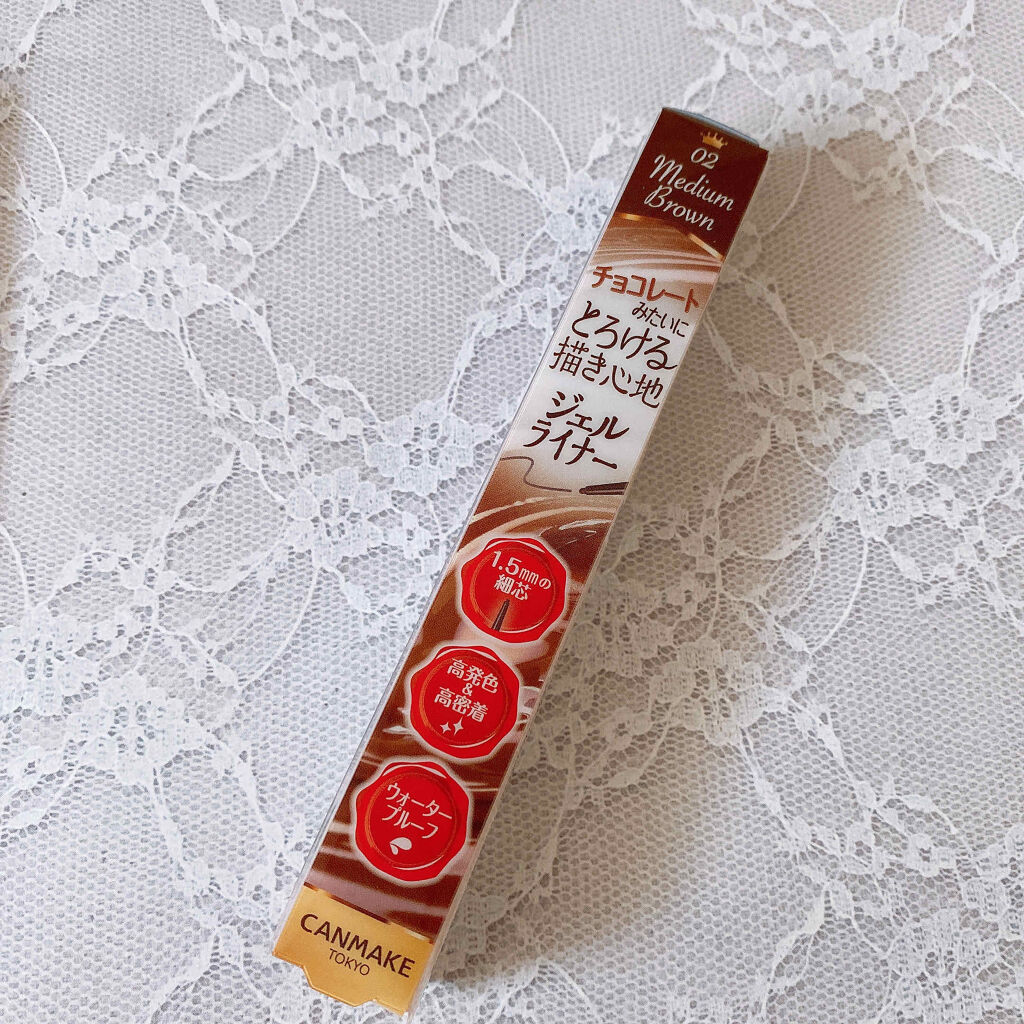 02
Medium
Brown
チョコレート
みたいに
とろける
描き心地
ジェル
ライナー
1.5mmの
細芯
高発色
&
高密着
ウォーター
プルーフ
CANMAKE
TOKYO